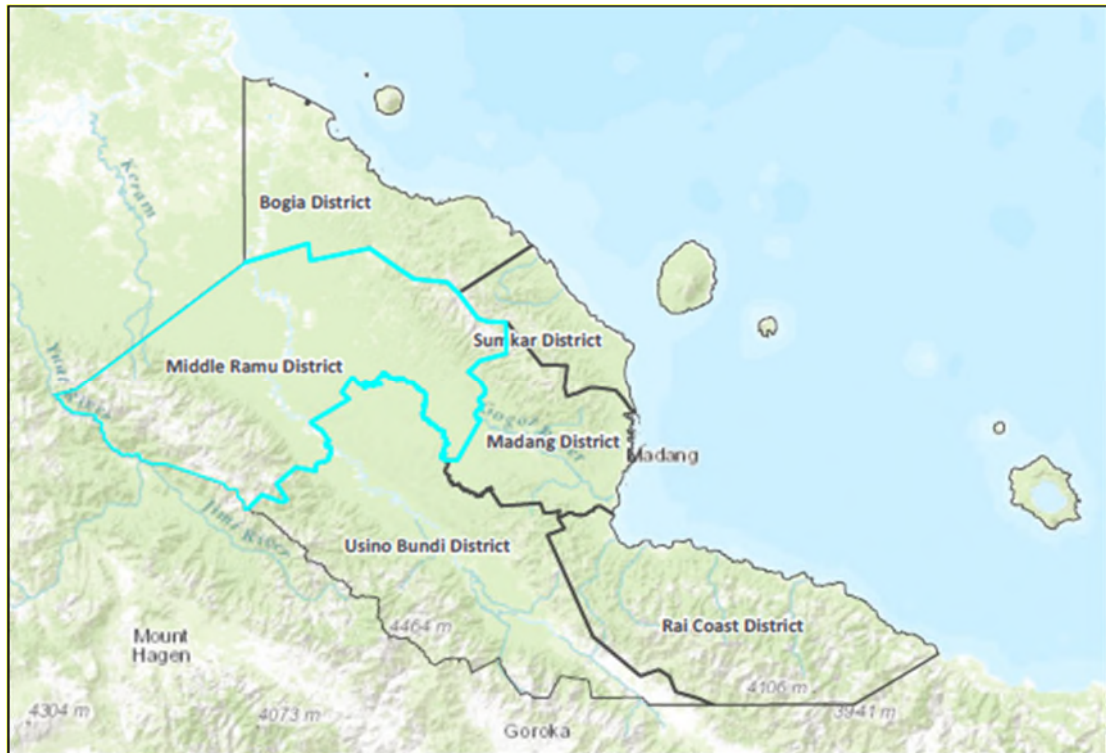 Keram
Bogia District
Yuat River
Middle Ramu District
Sumkar District
Gogol River
Madang District
Madang
Jimi River
Usino Bundi District
Rai Coast District
4464 m
Mount
Hagen
4106 m
4304 m
4073 m
3941 m
Goroka